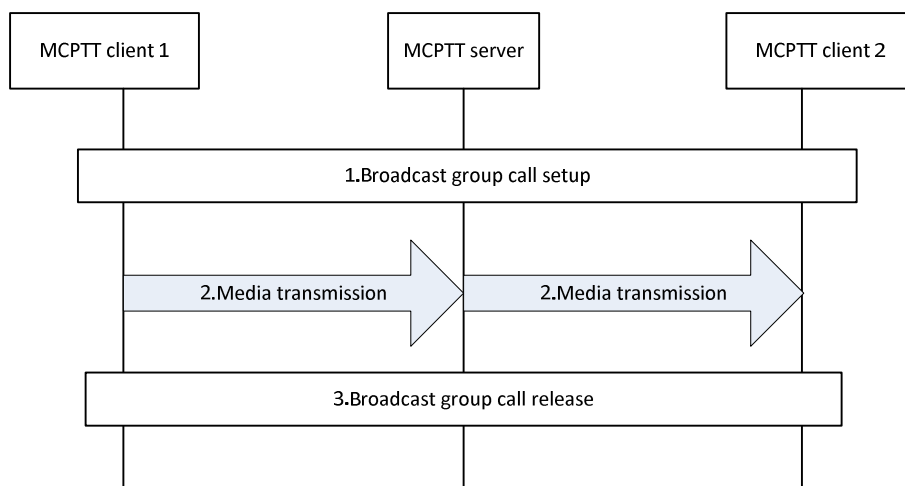 MCPTT client 1
MCPTT server
MCPTT client 2
1.Broadcast group call setup
2.Media transmission
2.Media transmission
3.Broadcast group call release